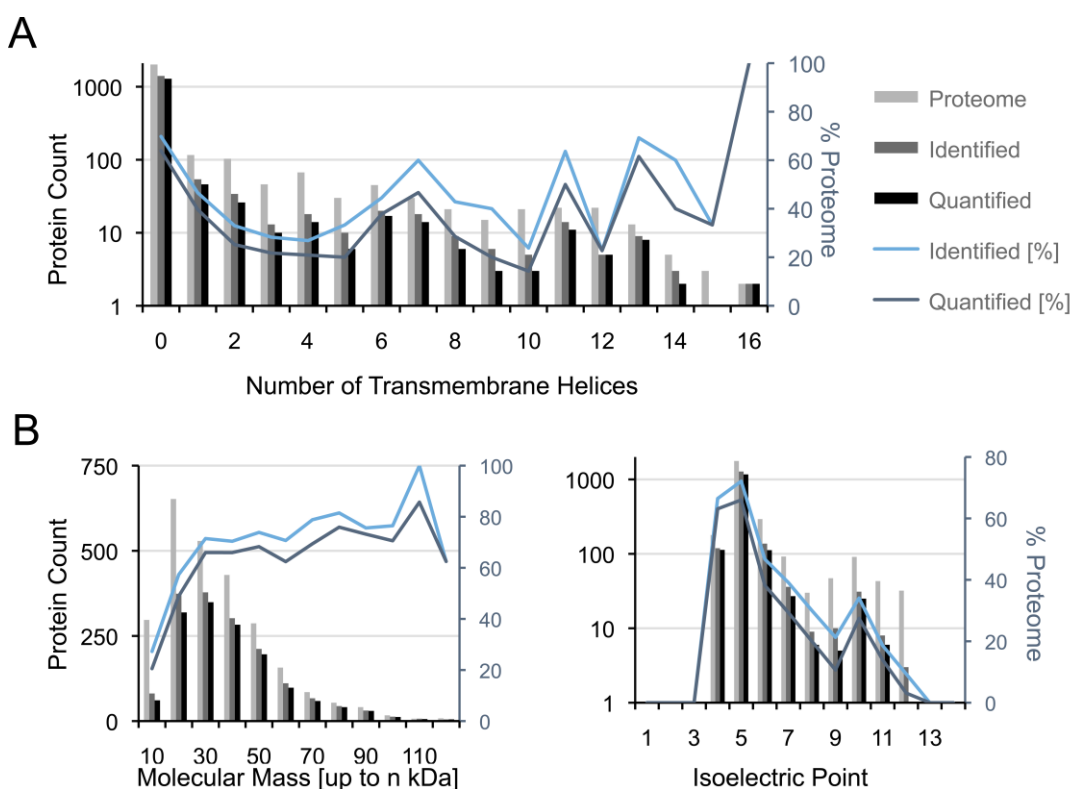 A
1000
100
10
1
Protein Count
100
80
60
40
20
0
% Proteome
0 2 4 6 8 10 12 14 16
Number of Transmembrane Helices
Proteome
Identified
Quantified
Identified [%]
Quantified [%]
B
750
500
250
0
Protein Count
100
80
60
40
20
0
10 30 50 70 90 110
Molecular Mass [up to n kDa]
1000
100
10
1
80
60
40
20
0
% Proteome
1 3 5 7 9 11 13
Isoelectric Point